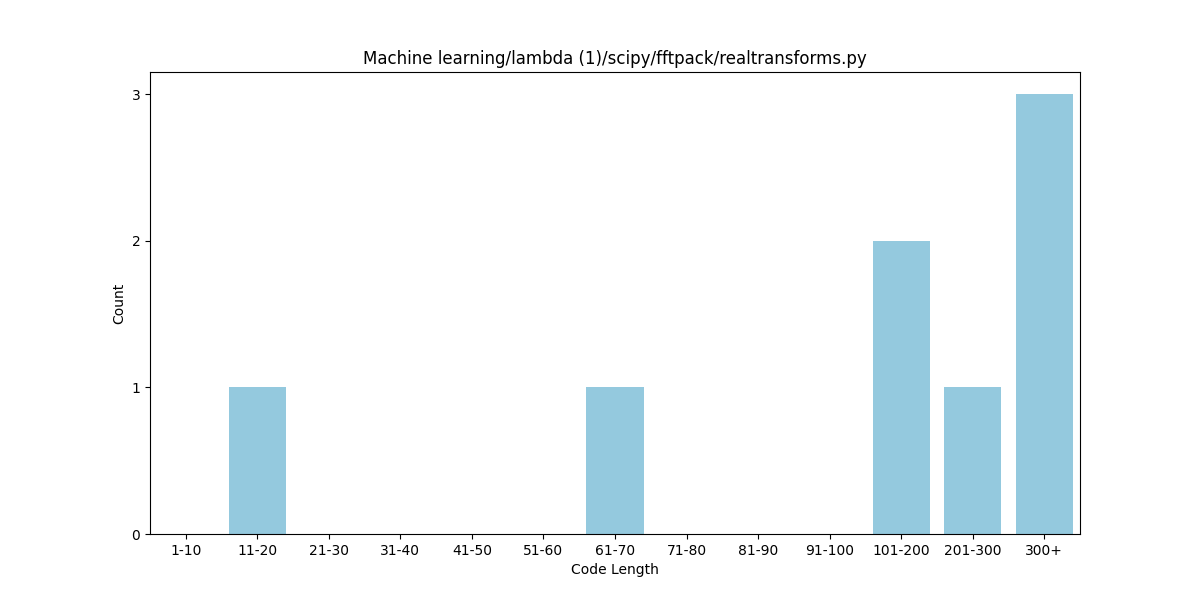 Machine learning/lambda (1)/scipy/fftpack/realtransforms.py
3
2
1
0
Count
1-10 11-20 21-30 31-40 41-50 51-60 61-70 71-80 81-90 91-100 101-200 201-300 300+
Code Length